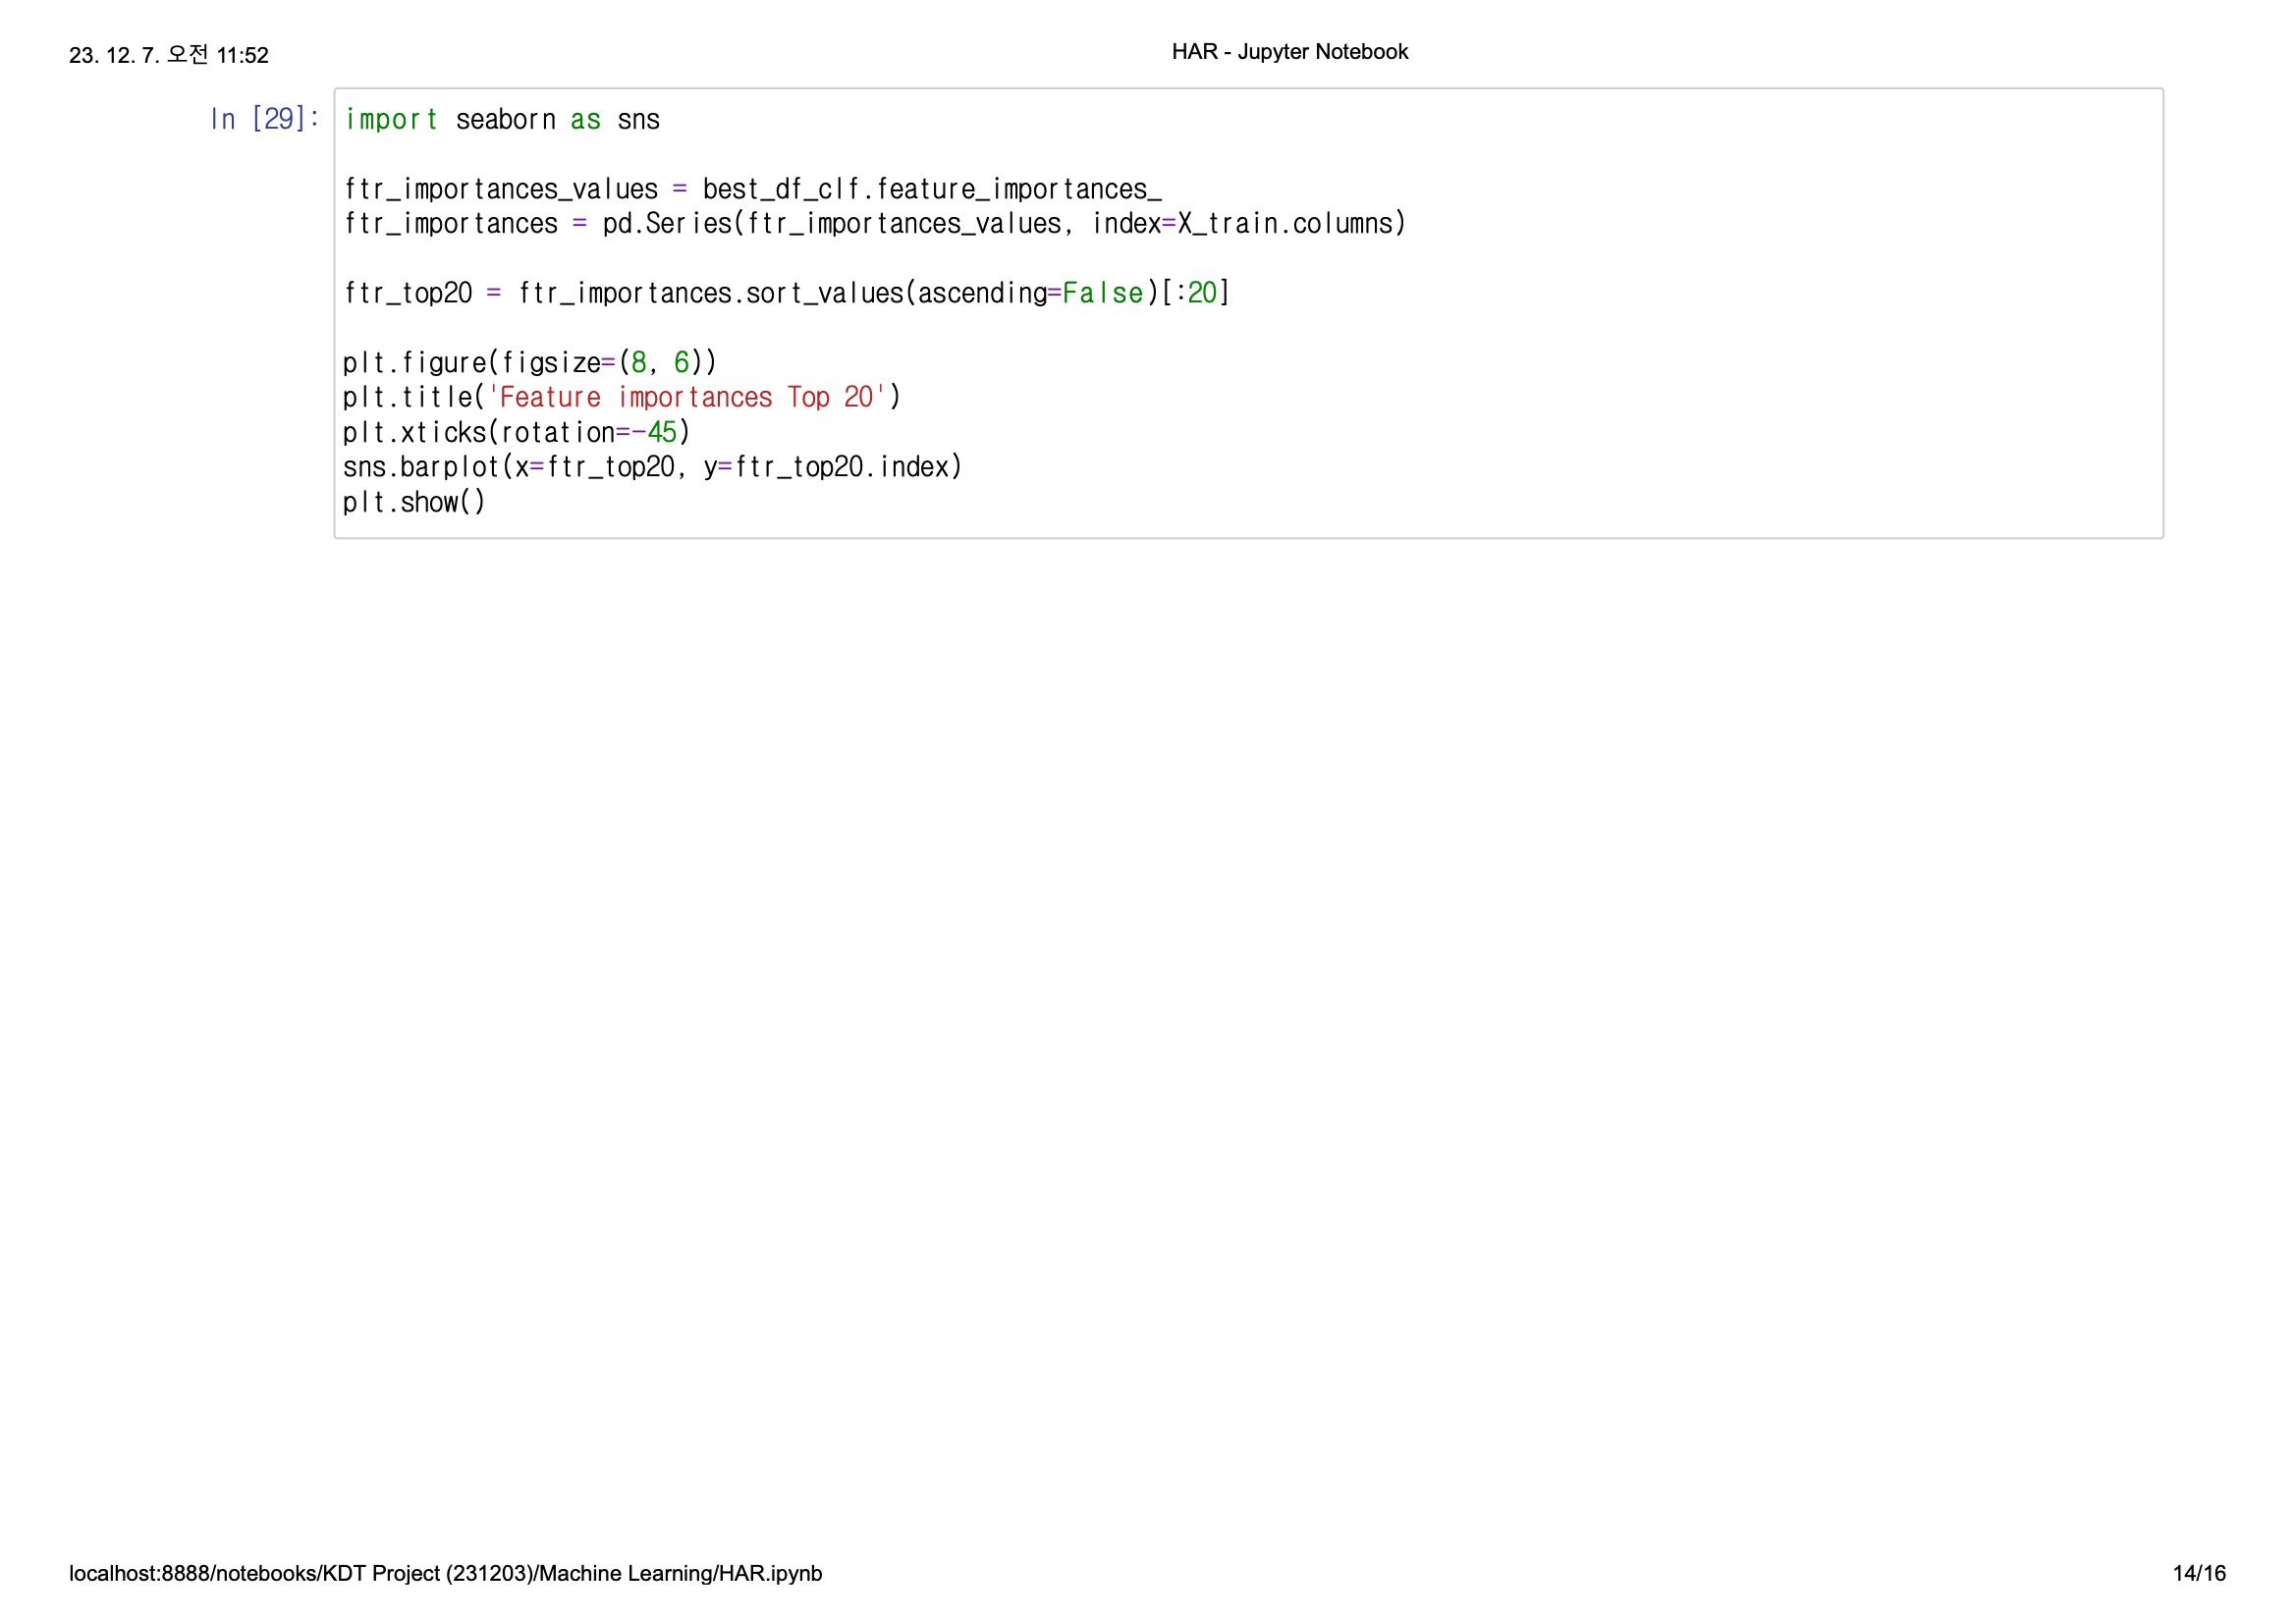 23. 12. 7. 오전 11:52
HAR - Jupyter Notebook
In [29]:
import seaborn as sns
ftr_importances_values = best_df_clf.feature_importances_
ftr_importances = pd.Series(ftr_importances_values, index=X_train.columns)
ftr_top20 = ftr_importances.sort_values(ascending=False)[:20]
plt.figure(figsize=(8, 6))
plt.title('Feature importances Top 20')
plt.xticks(rotation=-45)
sns.barplot(x=ftr_top20, y=ftr_top20.index)
plt.show()
localhost:8888/notebooks/KDT Project (231203)/Machine Learning/HAR.ipynb
14/16